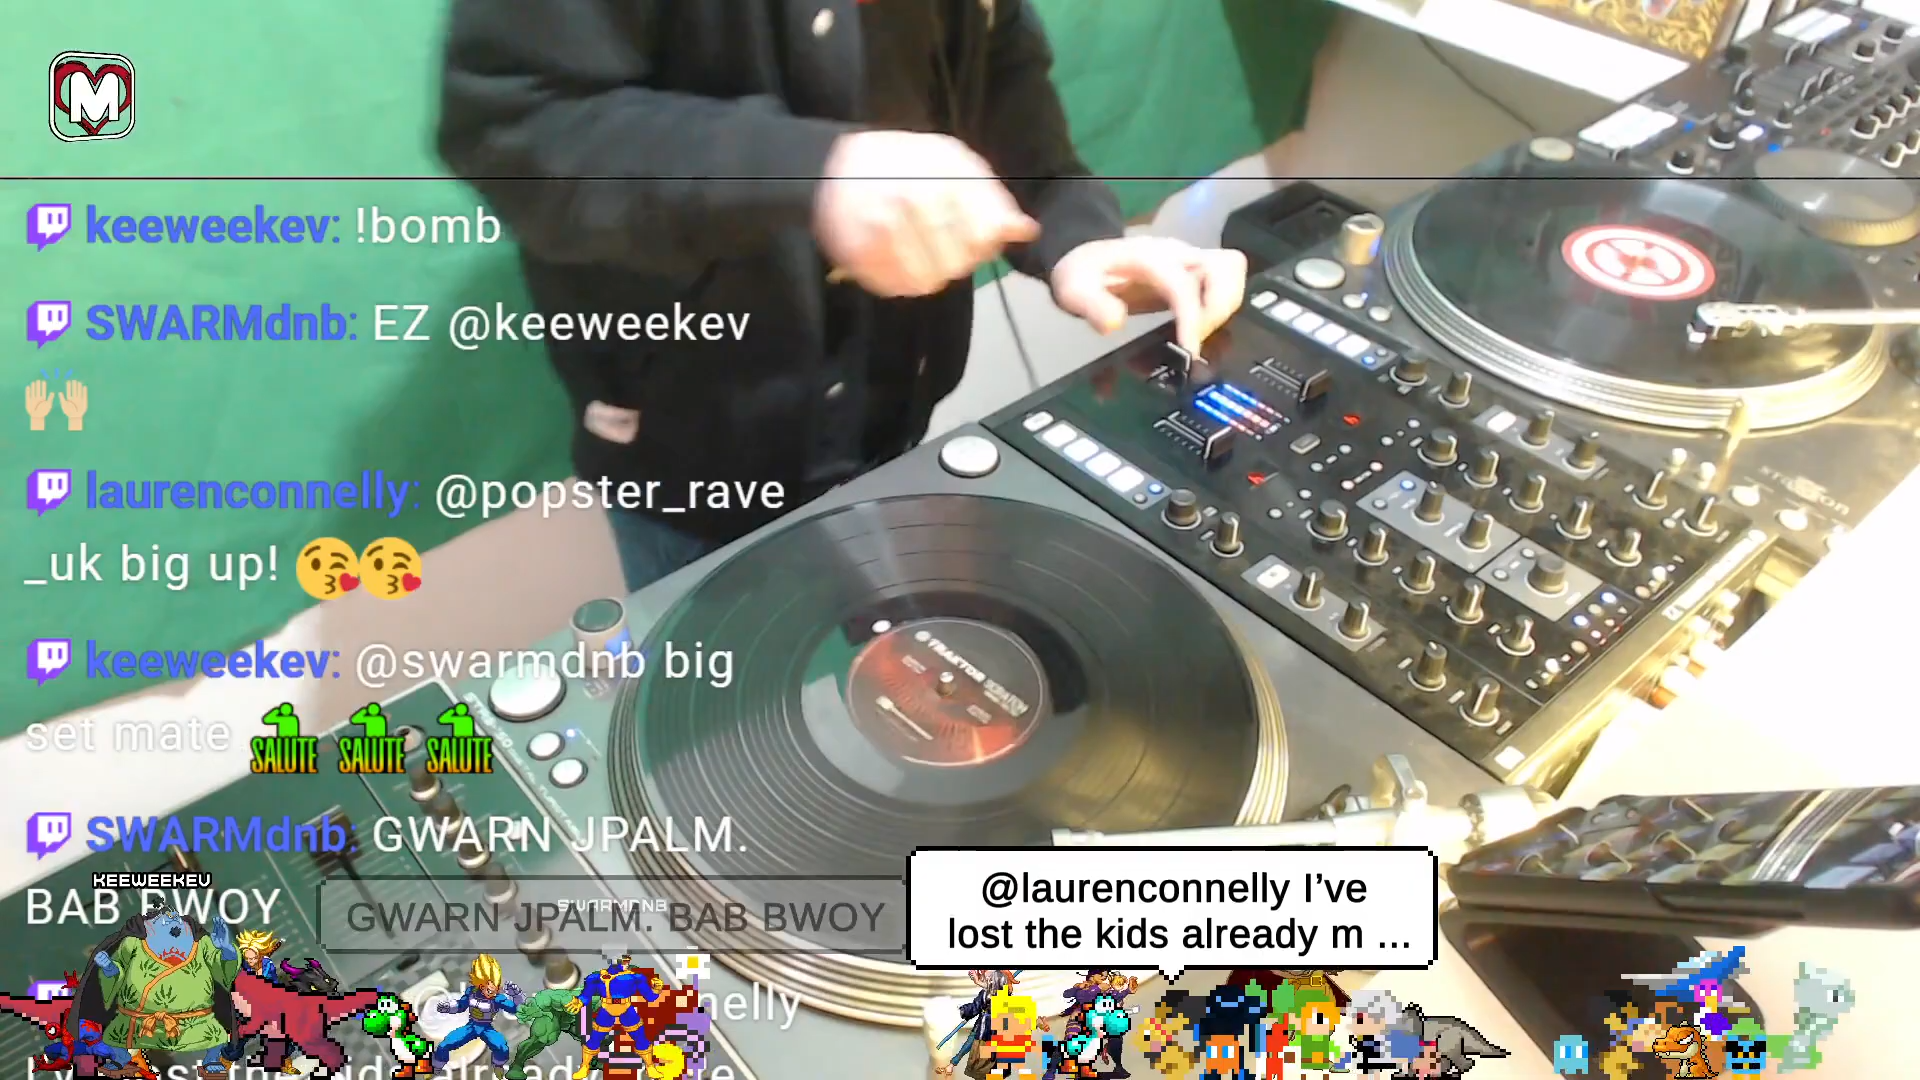 M
keeweekev: !bomb
SWARMdnb: EZ @keeweekev
laurenconnelly: @popster_rave
_uk big up!
keeweekev: @swarmdnb big
set mate SALUTE SALUTE SALUTE
SWARMdnb: GWARN JPALM.
BAB BWOY
KEEWEEKEV
SWARMDNB
GWARN JPALM. BAB BWOY
@laurenconnelly I've
lost the kids already m ...
TRAKTOR